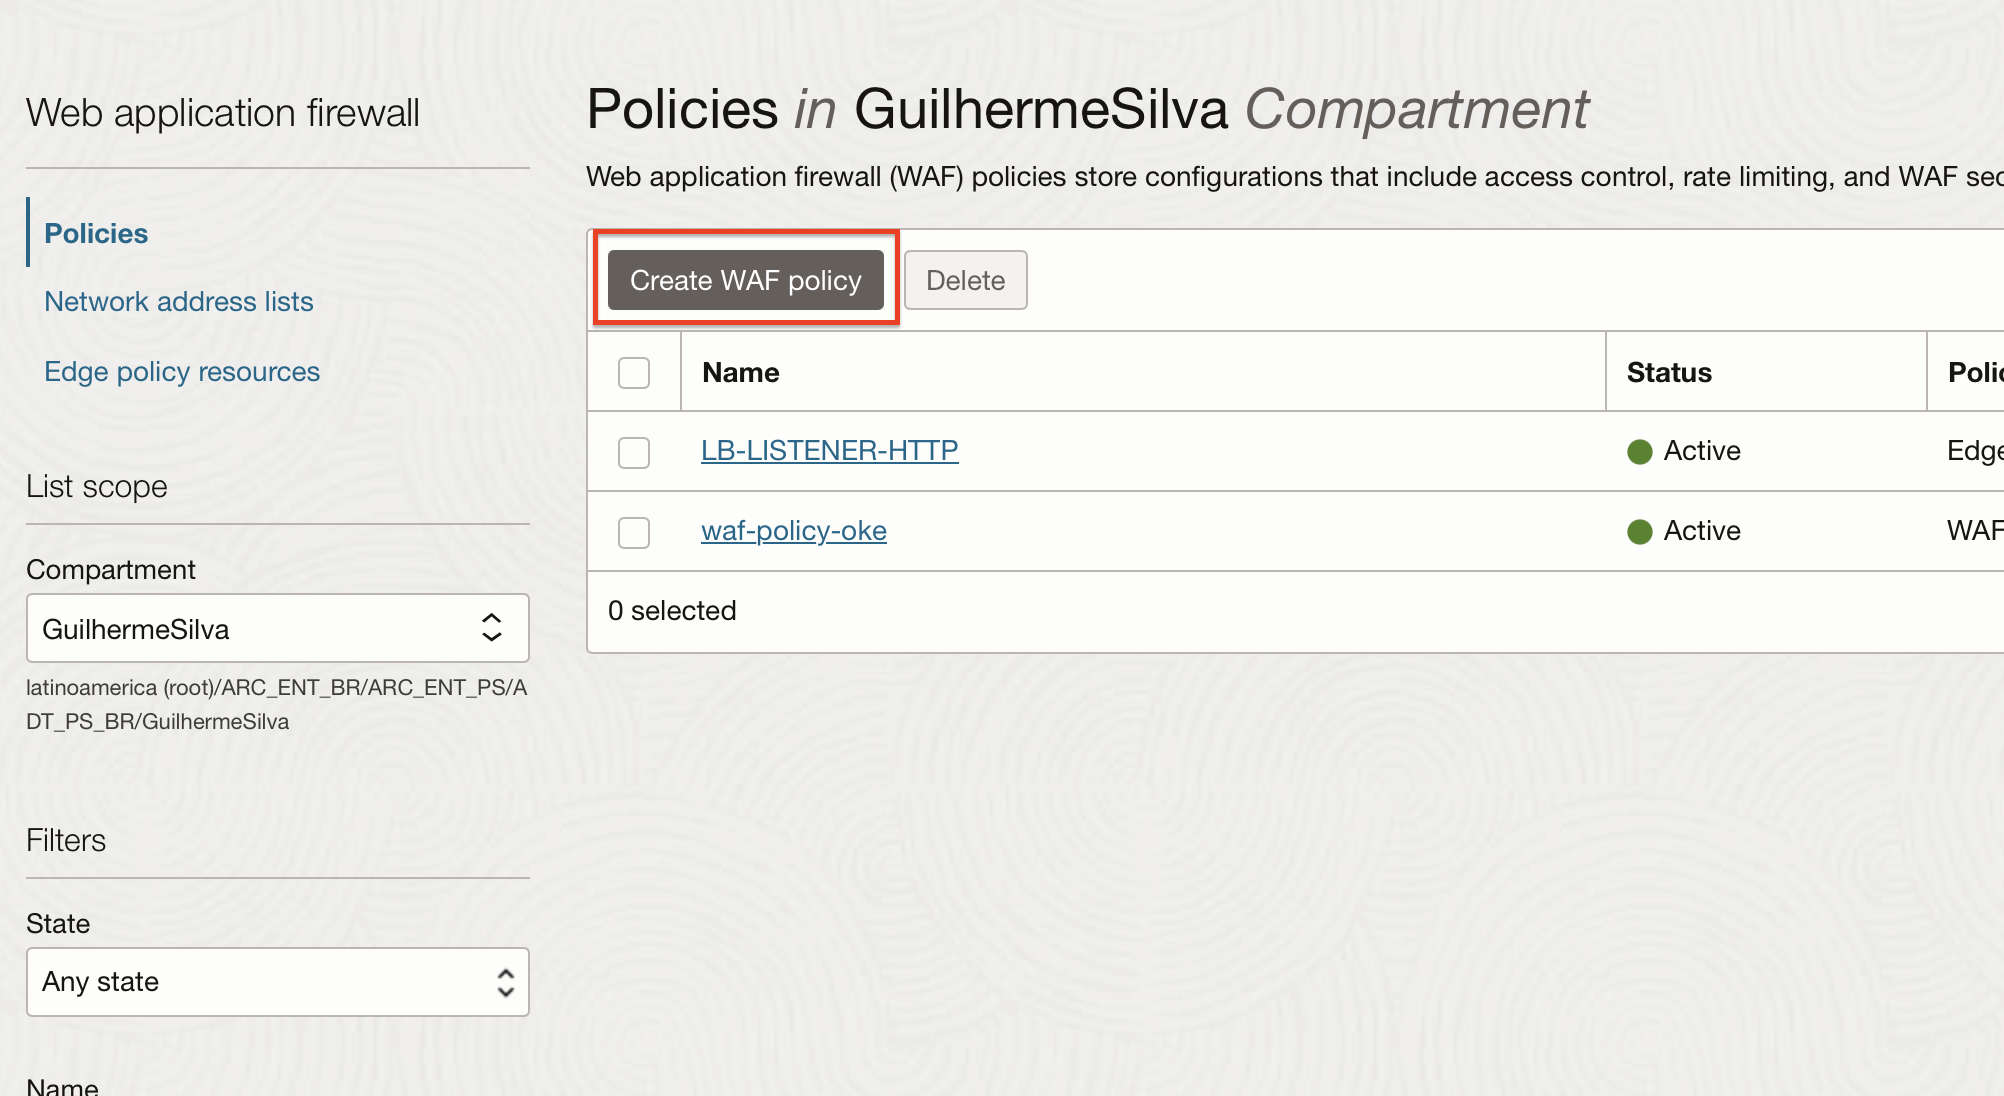 Web application firewall
Policies
Network address lists
Edge policy resources
List scope
Compartment
GuilhermeSilva
latinoamerica (root)/ARC_ENT_BR/ARC_ENT_PS/A
DT_PS_BR/GuilhermeSilva
Filters
State
Any state
Name
Policies in GuilhermeSilva Compartment
Web application firewall (WAF) policies store configurations that include access control, rate limiting, and WAF sec
Create WAF policy Delete
Name Status Polic
LB-LISTENER-HTTP Active Edge
waf-policy-oke Active WAF
0 selected